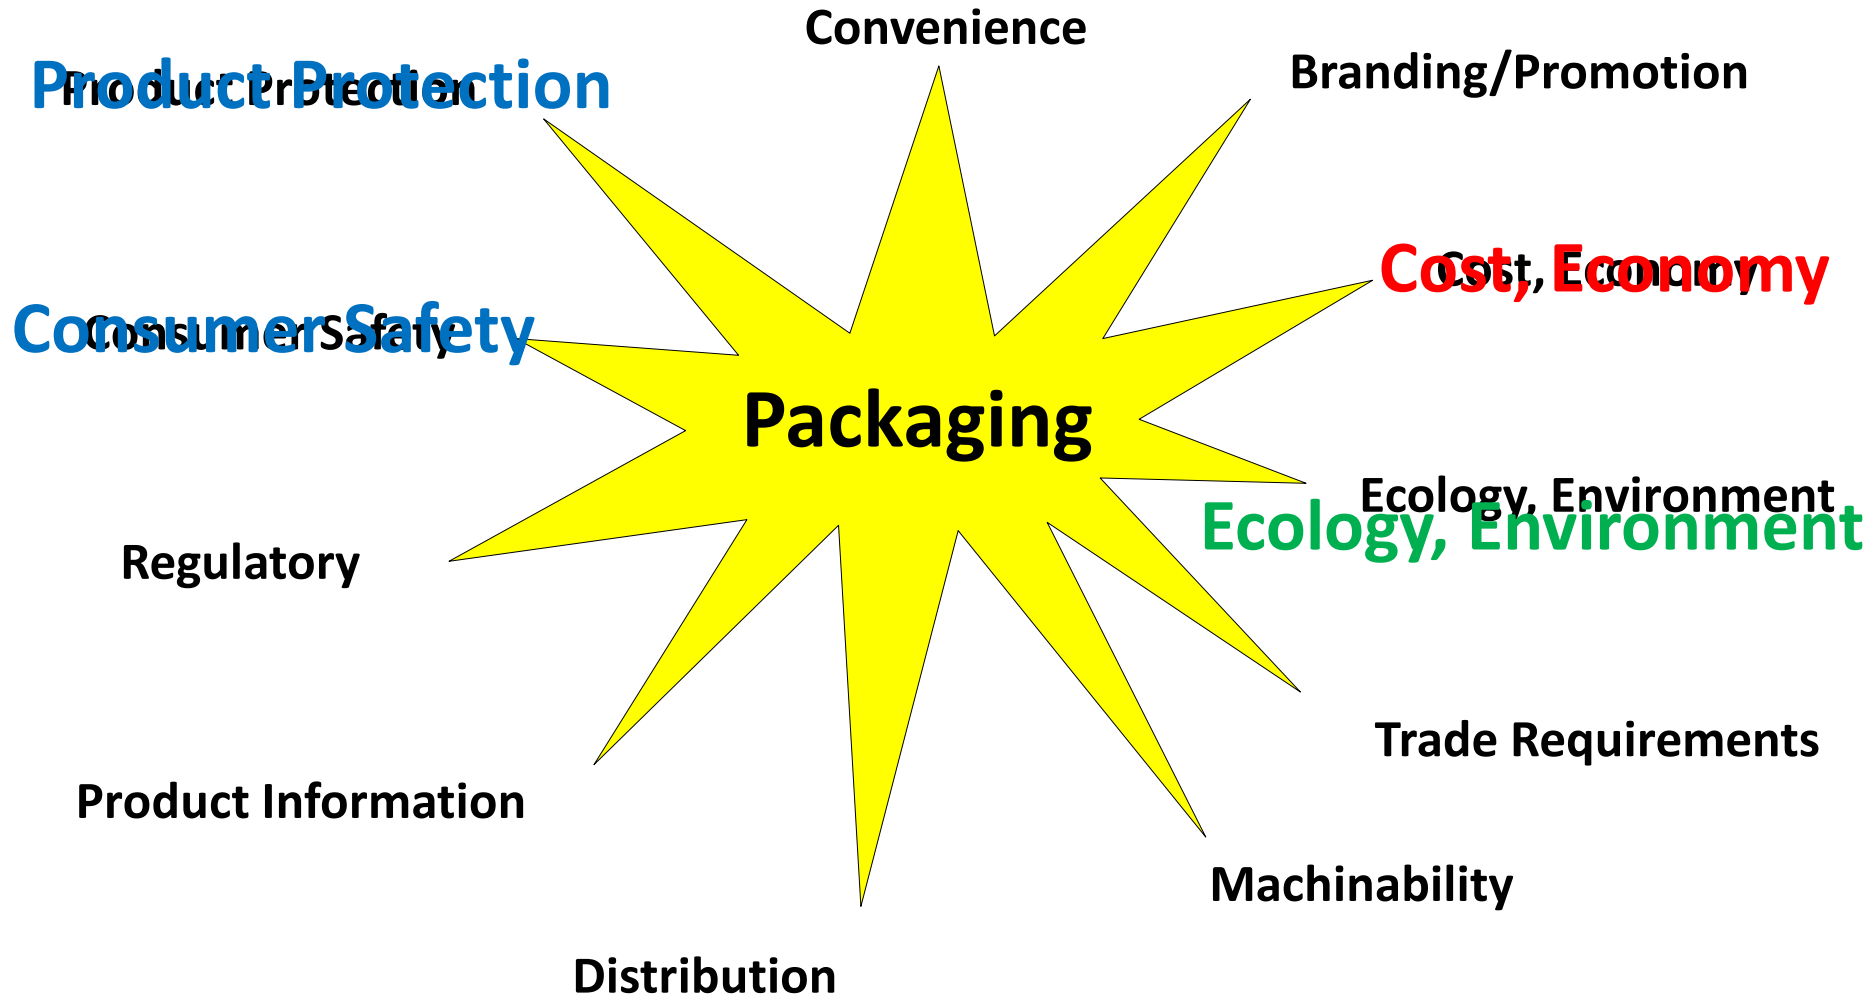 Convenience
Branding/Promotion
Product Protection
Product Protection
Cost, Economy
Cost, Economy
Consumer Safety
Consumer Safety
Packaging
Ecology, Environment
Ecology, Environment
Regulatory
Trade Requirements
Product Information
Machinability
Distribution